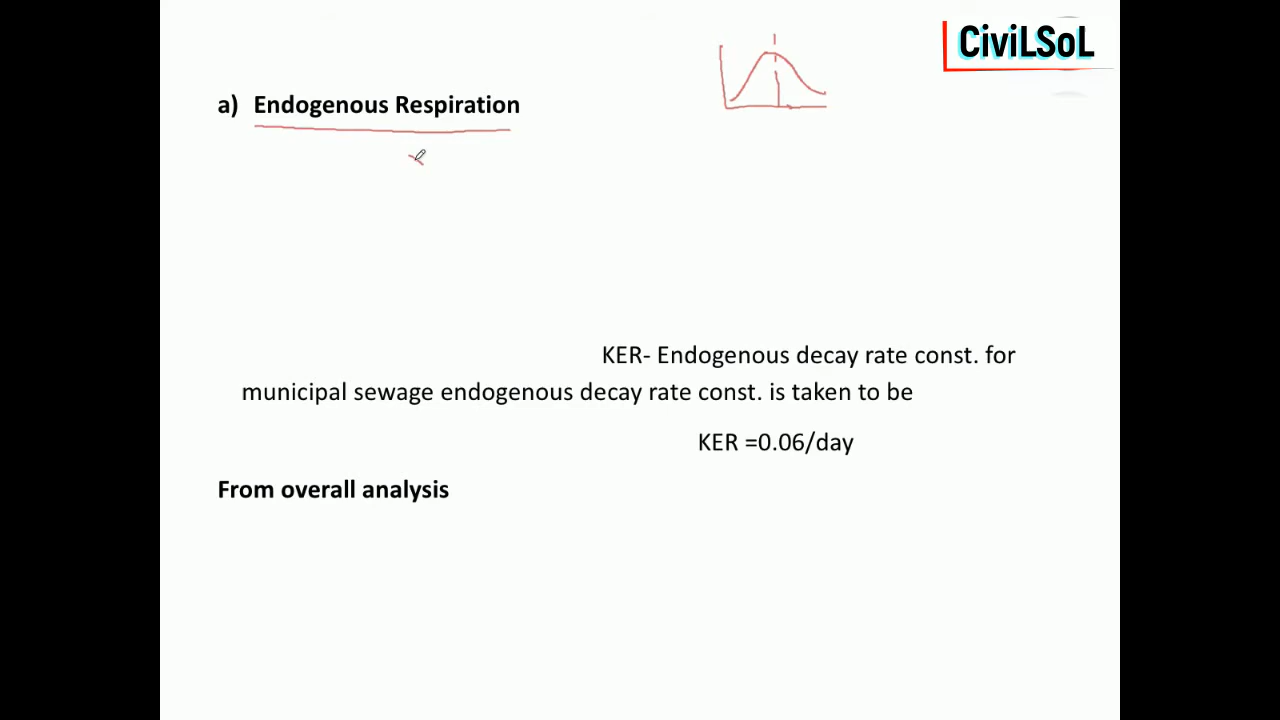 CiviLSoL
a) Endogenous Respiration
KER- Endogenous decay rate const. for
municipal sewage endogenous decay rate const. is taken to be
KER =0.06/day
From overall analysis